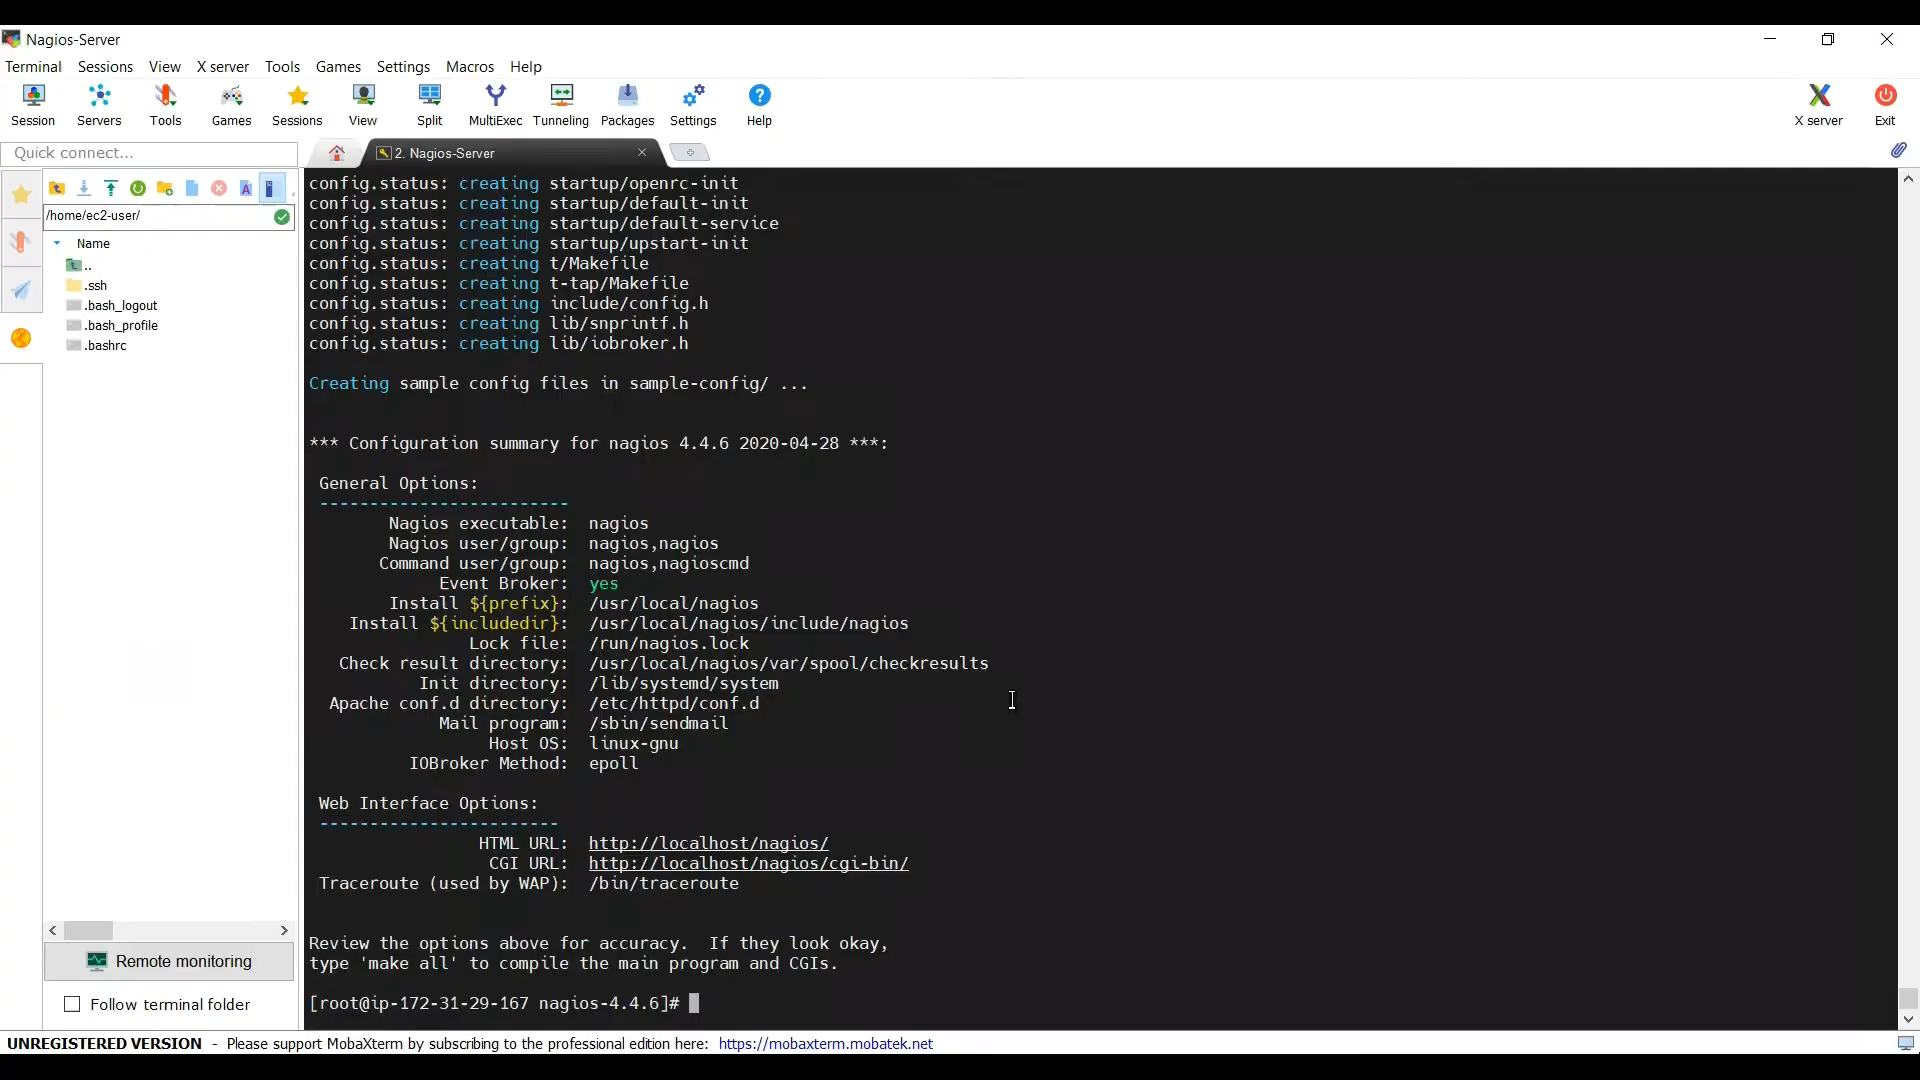 Nagios-Server
Terminal Sessions View X server Tools Games Settings Macros Help
Session Servers Tools Games Sessions View Split MultiExec Tunneling Packages Settings Help X server Exit
Quick connect...
2. Nagios-Server
/home/ec2-user/
Name
..
.ssh
.bash_logout
.bash_profile
.bashrc
Remote monitoring
Follow terminal folder
config.status: creating startup/openrc-init
config.status: creating startup/default-init
config.status: creating startup/default-service
config.status: creating startup/upstart-init
config.status: creating t/Makefile
config.status: creating t-tap/Makefile
config.status: creating include/config.h
config.status: creating lib/snprintf.h
config.status: creating lib/iobroker.h
Creating sample config files in sample-config/ ...
*** Configuration summary for nagios 4.4.6 2020-04-28 ***:
General Options:
-------------------------
Nagios executable: nagios
Nagios user/group: nagios,nagios
Command user/group: nagios,nagioscmd
Event Broker: yes
Install ${prefix}: /usr/local/nagios
Install ${includedir}: /usr/local/nagios/include/nagios
Lock file: /run/nagios.lock
Check result directory: /usr/local/nagios/var/spool/checkresults
Init directory: /lib/systemd/system
Apache conf.d directory: /etc/httpd/conf.d
Mail program: /sbin/sendmail
Host OS: linux-gnu
IOBroker Method: epoll
Web Interface Options:
------------------------
HTML URL: http://localhost/nagios/
CGI URL: http://localhost/nagios/cgi-bin/
Traceroute (used by WAP): /bin/traceroute
Review the options above for accuracy. If they look okay,
type 'make all' to compile the main program and CGIs.
[root@ip-172-31-29-167 nagios-4.4.6]#
UNREGISTERED VERSION - Please support MobaXterm by subscribing to the professional edition here: https://mobaxterm.mobatek.net